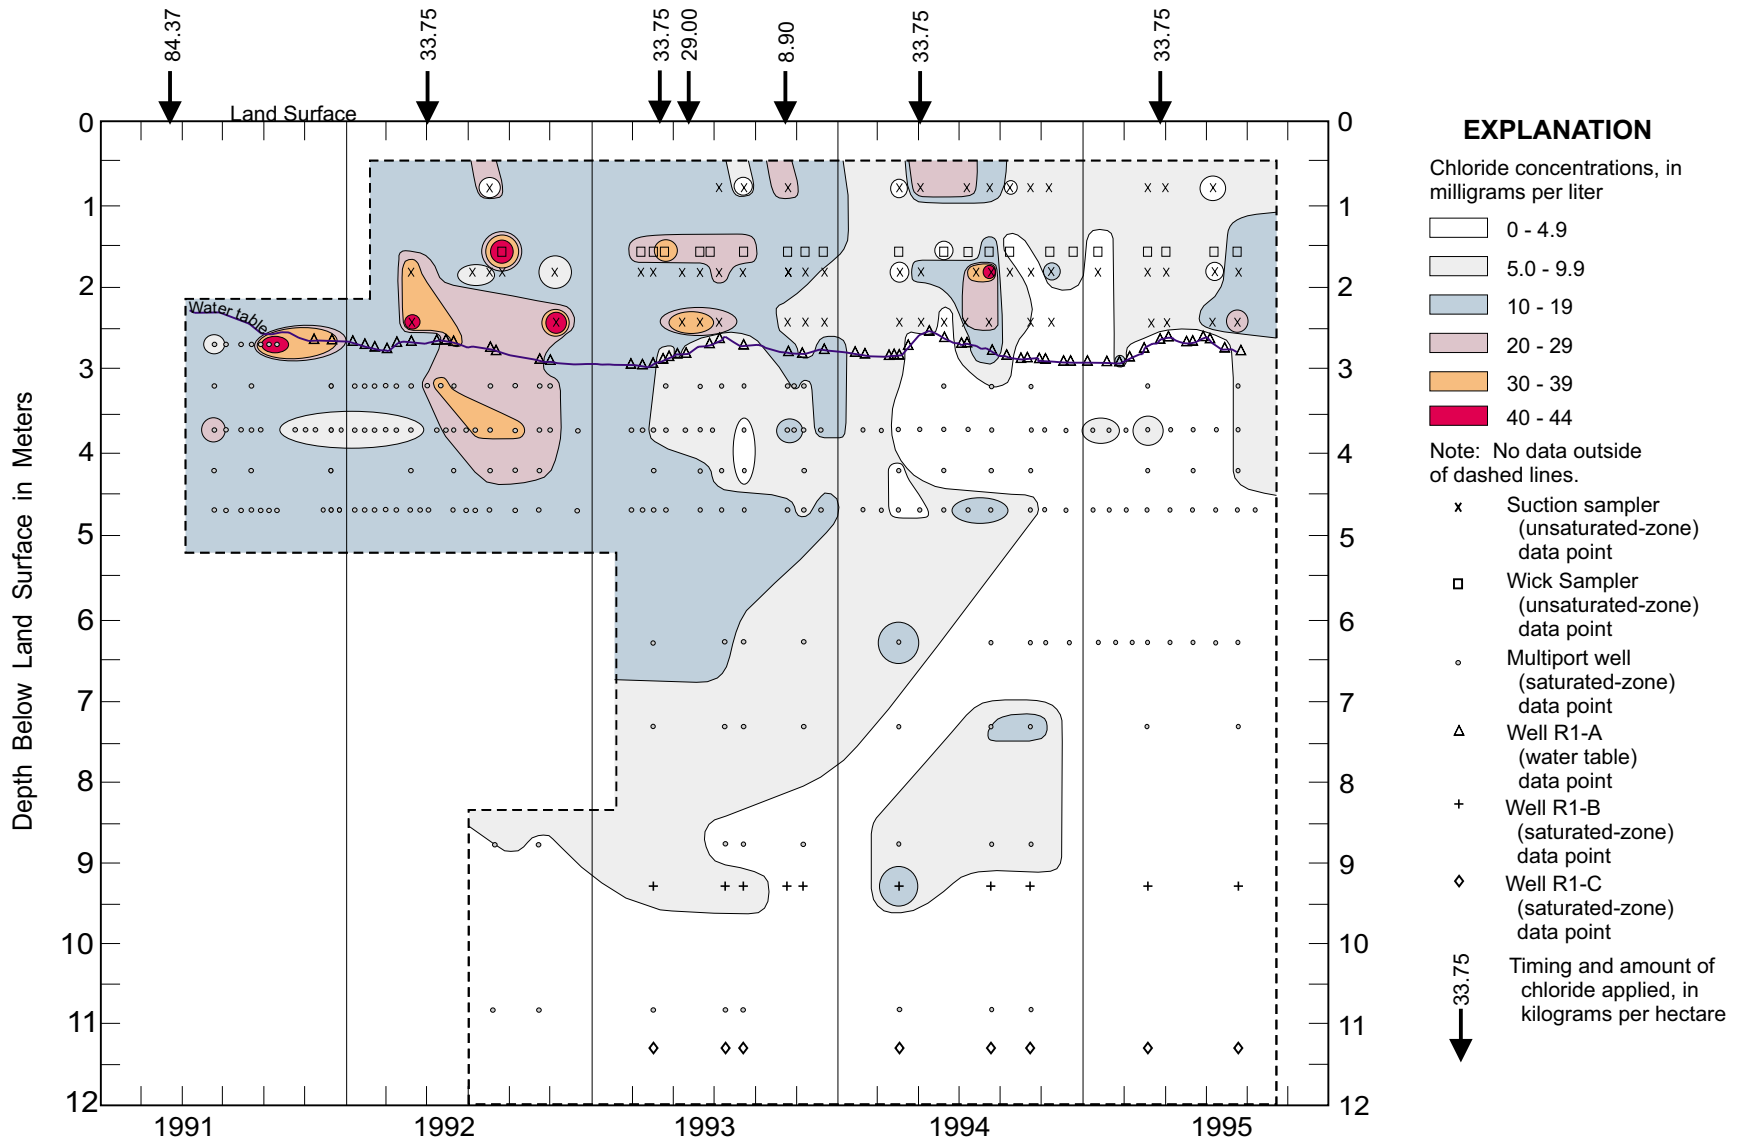 84.37
33.75
33.75
29.00
8.90
33.75
33.75
Land Surface
0
1
2
3
4
5
6
7
8
9
10
11
12
0
1
2
3
4
5
6
7
8
9
10
11
12
Depth Below Land Surface in Meters
Water table
1991
1992
1993
1994
1995
EXPLANATION
Chloride concentrations, in
milligrams per liter
0 - 4.9
5.0 - 9.9
10 - 19
20 - 29
30 - 39
40 - 44
Note: No data outside
of dashed lines.
Suction sampler
(unsaturated-zone)
data point
Wick Sampler
(unsaturated-zone)
data point
Multiport well
(saturated-zone)
data point
Well R1-A
(water table)
data point
Well R1-B
(saturated-zone)
data point
Well R1-C
(saturated-zone)
data point
33.75
Timing and amount of
chloride applied, in
kilograms per hectare